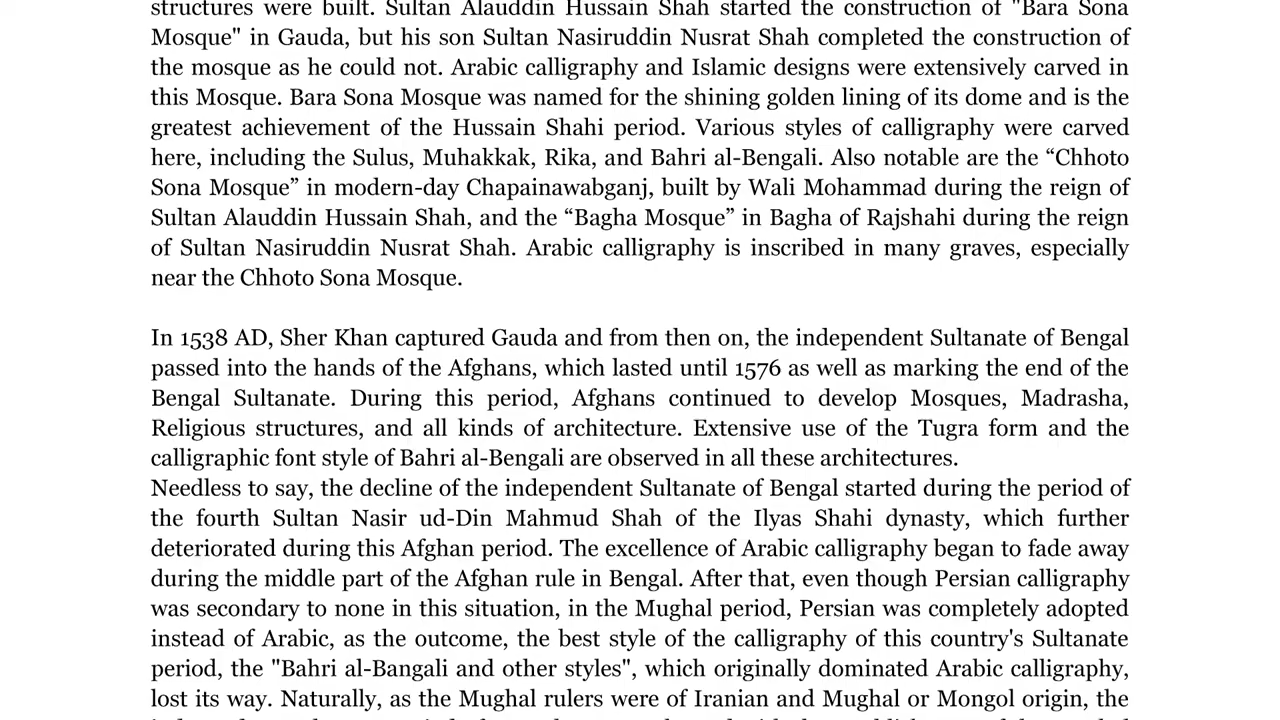 structures were built. Sultan Alauddin Hussain Shah started the construction of "Bara Sona
Mosque" in Gauda, but his son Sultan Nasiruddin Nusrat Shah completed the construction of
the mosque as he could not. Arabic calligraphy and Islamic designs were extensively carved in
this Mosque. Bara Sona Mosque was named for the shining golden lining of its dome and is the
greatest achievement of the Hussain Shahi period. Various styles of calligraphy were carved
here, including the Sulus, Muhakkak, Rika, and Bahri al-Bengali. Also notable are the “Chhoto
Sona Mosque” in modern-day Chapainawabganj, built by Wali Mohammad during the reign of
Sultan Alauddin Hussain Shah, and the “Bagha Mosque” in Bagha of Rajshahi during the reign
of Sultan Nasiruddin Nusrat Shah. Arabic calligraphy is inscribed in many graves, especially
near the Chhoto Sona Mosque.
In 1538 AD, Sher Khan captured Gauda and from then on, the independent Sultanate of Bengal
passed into the hands of the Afghans, which lasted until 1576 as well as marking the end of the
Bengal Sultanate. During this period, Afghans continued to develop Mosques, Madrasha,
Religious structures, and all kinds of architecture. Extensive use of the Tugra form and the
calligraphic font style of Bahri al-Bengali are observed in all these architectures.
Needless to say, the decline of the independent Sultanate of Bengal started during the period of
the fourth Sultan Nasir ud-Din Mahmud Shah of the Ilyas Shahi dynasty, which further
deteriorated during this Afghan period. The excellence of Arabic calligraphy began to fade away
during the middle part of the Afghan rule in Bengal. After that, even though Persian calligraphy
was secondary to none in this situation, in the Mughal period, Persian was completely adopted
instead of Arabic, as the outcome, the best style of the calligraphy of this country's Sultanate
period, the "Bahri al-Bangali and other styles", which originally dominated Arabic calligraphy,
lost its way. Naturally, as the Mughal rulers were of Iranian and Mughal or Mongol origin, the